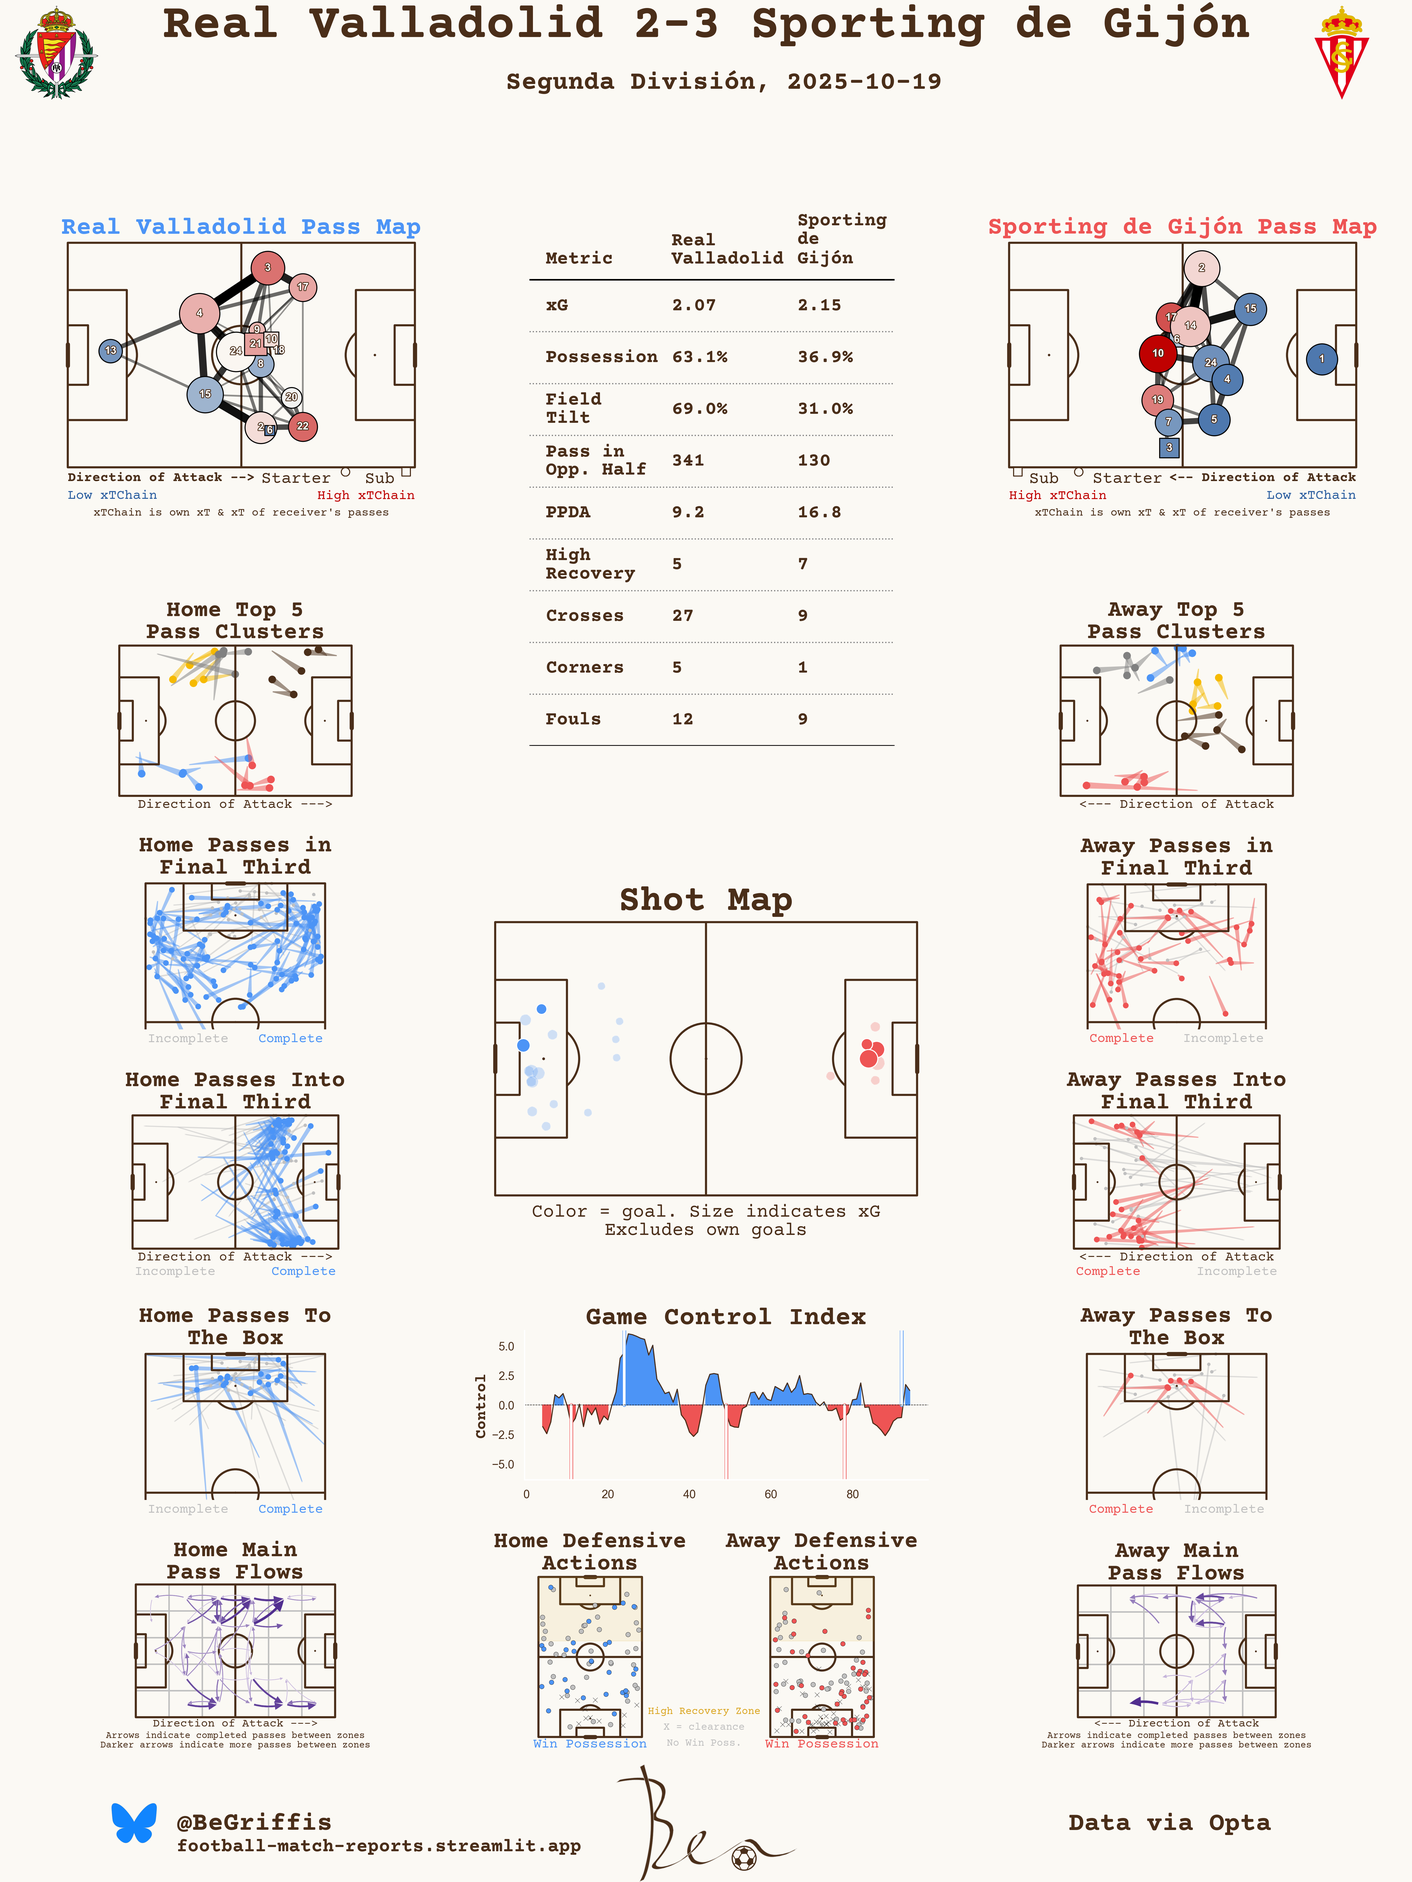 Real Valladolid 2-3 Sporting de Gijón
Segunda División, 2025-10-19
Real Valladolid Pass Map
3
17
4
9
10
21
18
24
13
8
15
20
2
6
22
Direction of Attack --> Starter Sub
Low xTChain High xTChain
xTChain is own xT & xT of receiver's passes
Metric Real Valladolid Sporting de Gijón
xG 2.07 2.15
Possession 63.1% 36.9%
Field Tilt 69.0% 31.0%
Pass in Opp. Half 341 130
PPDA 9.2 16.8
High Recovery 5 7
Crosses 27 9
Corners 5 1
Fouls 12 9
Sporting de Gijón Pass Map
2
15
17
14
6
10
24
1
4
19
7
5
3
Sub Starter <-- Direction of Attack
High xTChain Low xTChain
xTChain is own xT & xT of receiver's passes
Home Top 5
Pass Clusters
Direction of Attack --->
Away Top 5
Pass Clusters
<--- Direction of Attack
Home Passes in
Final Third
Incomplete Complete
Away Passes in
Final Third
Complete Incomplete
Shot Map
Color = goal. Size indicates xG
Excludes own goals
Home Passes Into
Final Third
Direction of Attack --->
Incomplete Complete
Away Passes Into
Final Third
<--- Direction of Attack
Complete Incomplete
Home Passes To
The Box
Incomplete Complete
Game Control Index
Control
5.0
2.5
0.0
−2.5
−5.0
0 20 40 60 80
Away Passes To
The Box
Complete Incomplete
Home Main
Pass Flows
Direction of Attack --->
Arrows indicate completed passes between zones
Darker arrows indicate more passes between zones
Home Defensive
Actions
Win Possession
High Recovery Zone
X = clearance
No Win Poss.
Away Defensive
Actions
Win Possession
Away Main
Pass Flows
<--- Direction of Attack
Arrows indicate completed passes between zones
Darker arrows indicate more passes between zones
@BeGriffis
football-match-reports.streamlit.app
Ben
Data via Opta